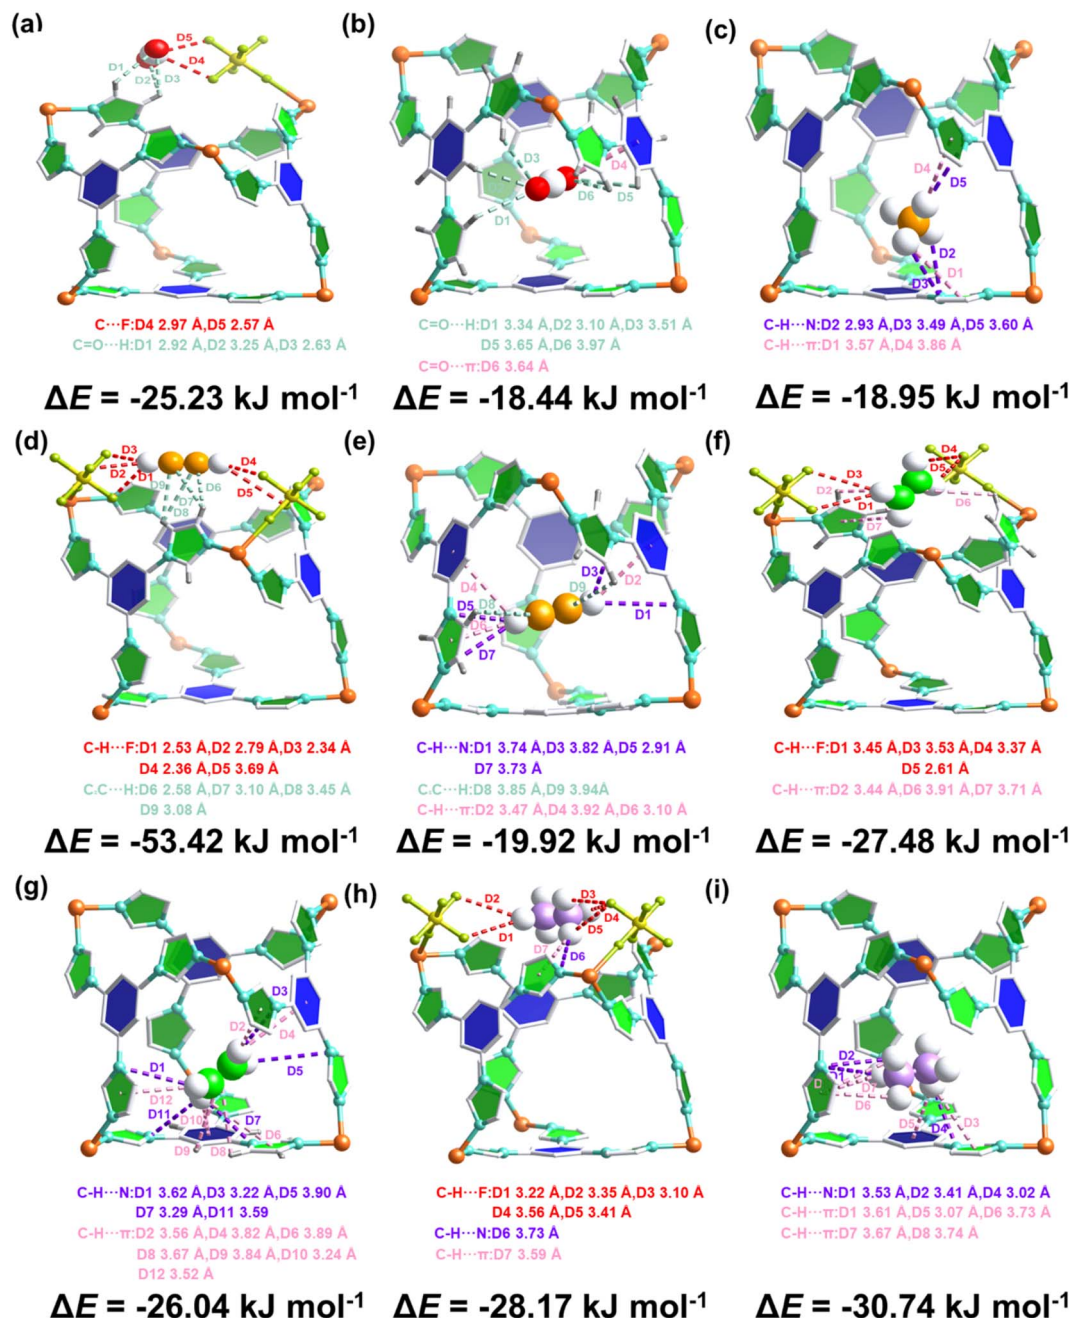 (a)
D5
D4
D1
D2
D3
C···F:D4 2.97 Å,D5 2.57 Å
C=O···H:D1 2.92 Å,D2 3.25 Å,D3 2.63 Å
ΔE = -25.23 kJ mol-1
(b)
D3
D4
D1
D6
D5
C=O···H:D1 3.34 Å,D2 3.10 Å,D3 3.51 Å
D5 3.65 Å,D6 3.97 Å
C=O···π:D6 3.64 Å
ΔE = -18.44 kJ mol-1
(c)
D4
D5
D2
D1
D3
C-H···N:D2 2.93 Å,D3 3.49 Å,D5 3.60 Å
C-H···π:D1 3.57 Å,D4 3.86 Å
ΔE = -18.95 kJ mol-1
(d)
D3
D2
D1
D4
D9
D6
D5
D7
D8
C-H···F:D1 2.53 Å,D2 2.79 Å,D3 2.34 Å
D4 2.36 Å,D5 3.69 Å
C···H:D6 2.58 Å,D7 3.10 Å,D8 3.45 Å
D9 3.08 Å
ΔE = -53.42 kJ mol-1
(e)
D3
D2
D4
D9
D5
D8
D1
D6
D7
C-H···N:D1 3.74 Å,D3 3.82 Å,D5 2.91 Å
D7 3.73 Å
C···H:D8 3.85 Å,D9 3.94Å
C-H···π:D2 3.47 Å,D4 3.92 Å,D6 3.10 Å
ΔE = -19.92 kJ mol-1
(f)
D4
D5
D3
D2
D1
D6
D7
C-H···F:D1 3.45 Å,D3 3.53 Å,D4 3.37 Å
D5 2.61 Å
C-H···π:D2 3.44 Å,D6 3.91 Å,D7 3.71 Å
ΔE = -27.48 kJ mol-1
(g)
D3
D2
D4
D1
D5
D12
D11
D10
D7
D6
D9
D8
C-H···N:D1 3.62 Å,D3 3.22 Å,D5 3.90 Å
D7 3.29 Å,D11 3.59
C-H···π:D2 3.56 Å,D4 3.82 Å,D6 3.89 Å
D8 3.67 Å,D9 3.84 Å,D10 3.24 Å
D12 3.52 Å
ΔE = -26.04 kJ mol-1
(h)
D2
D3
D4
D1
D5
D7
D6
C-H···F:D1 3.22 Å,D2 3.35 Å,D3 3.10 Å
D4 3.56 Å,D5 3.41 Å
C-H···N:D6 3.73 Å
C-H···π:D7 3.59 Å
ΔE = -28.17 kJ mol-1
(i)
D2
D1
D7
D6
D5
D4
D3
C-H···N:D1 3.53 Å,D2 3.41 Å,D4 3.02 Å
C-H···π:D1 3.61 Å,D5 3.07 Å,D6 3.73 Å
C-H···π:D7 3.67 Å,D8 3.74 Å
ΔE = -30.74 kJ mol-1